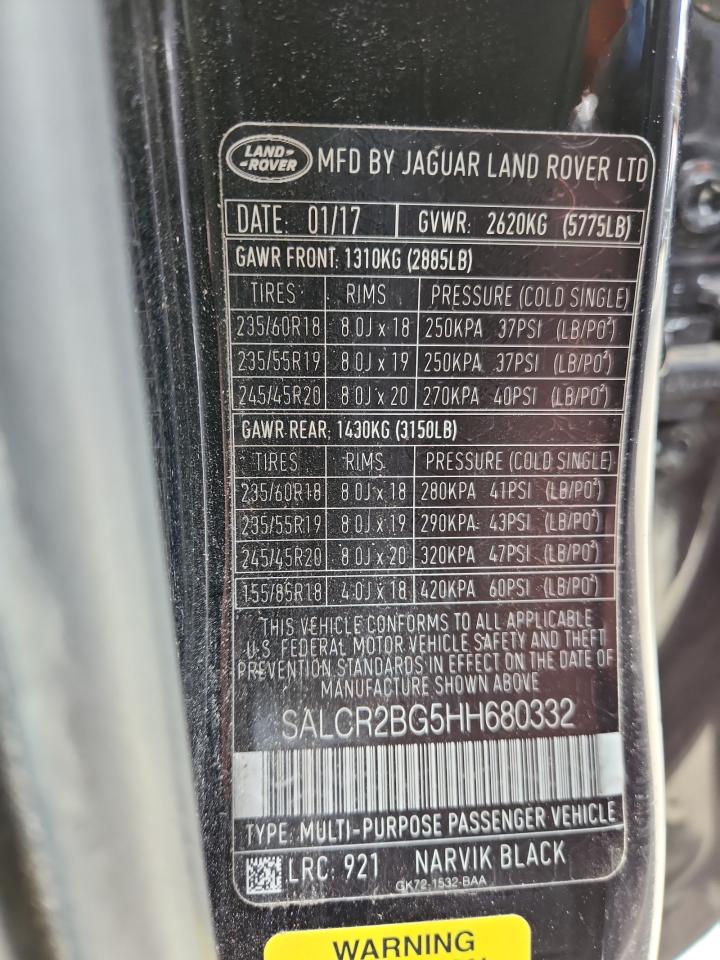 LAND-
-ROVER
MFD BY JAGUAR LAND ROVER LTD
DATE: 01/17 GVWR: 2620KG (5775LB)
GAWR FRONT: 1310KG (2885LB)
TIRES RIMS PRESSURE (COLD SINGLE)
235/60R18 8.0J x 18 250KPA 37PSI (LB/PO²)
235/55R19 8.0J x 19 250KPA 37PSI (LB/PO²)
245/45R20 8.0J x 20 270KPA 40PSI (LB/PO²)
GAWR REAR: 1430KG (3150LB)
TIRES RIMS PRESSURE (COLD SINGLE)
235/60R18 8.0J x 18 280KPA 41PSI (LB/PO²)
235/55R19 8.0J x 19 290KPA 43PSI (LB/PO²)
245/45R20 8.0J x 20 320KPA 47PSI (LB/PO²)
155/85R18 4.0J x 18 420KPA 60PSI (LB/PO²)
THIS VEHICLE CONFORMS TO ALL APPLICABLE
U.S. FEDERAL MOTOR VEHICLE SAFETY AND THEFT
PREVENTION STANDARDS IN EFFECT ON THE DATE OF
MANUFACTURE SHOWN ABOVE
SALCR2BG5HH680332
TYPE: MULTI-PURPOSE PASSENGER VEHICLE
LRC: 921 NARVIK BLACK
GK72-1532-BAA
WARNING